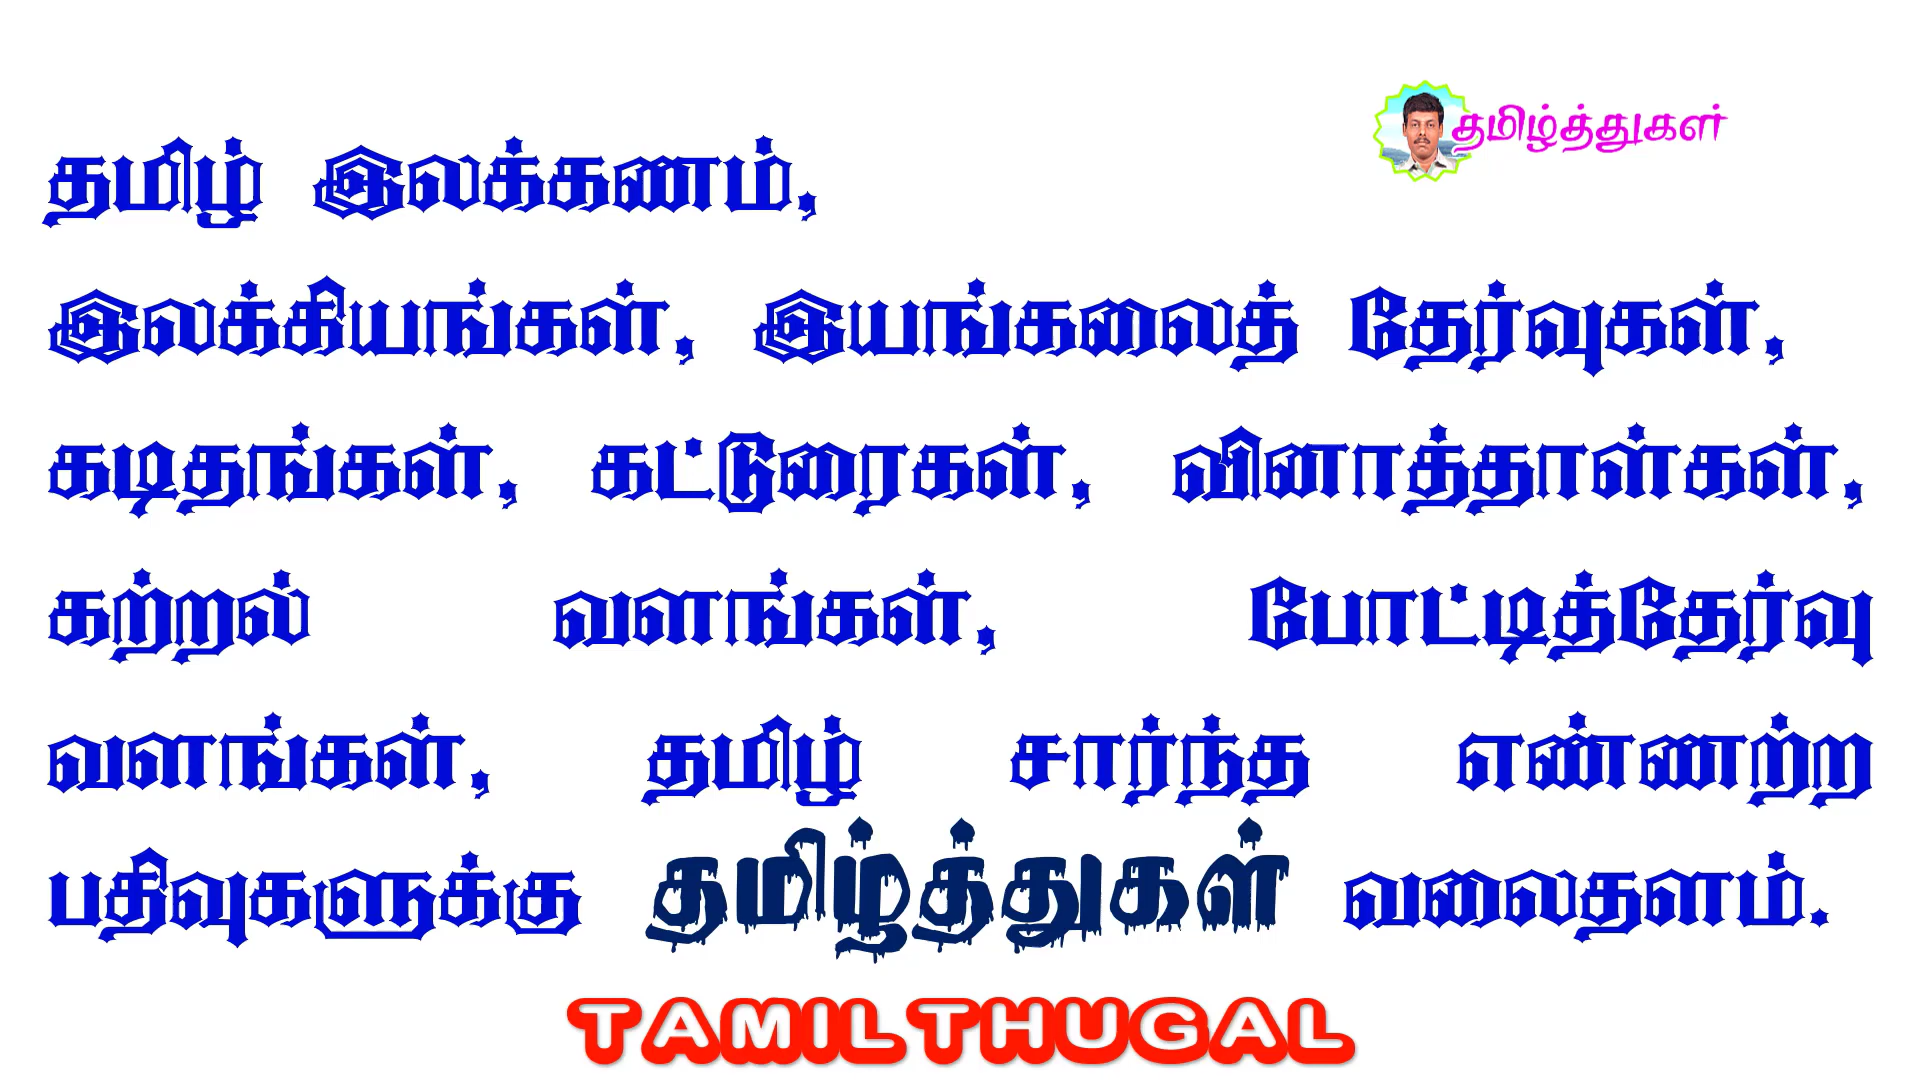 தமிழ்த்துகள்
தமிழ் இலக்கணம்,
இலக்கியங்கள், இயங்கலைத் தேர்வுகள்,
கடிதங்கள், கட்டுரைகள், வினாத்தாள்கள்,
கற்றல் வளங்கள், போட்டித்தேர்வு
வளங்கள், தமிழ் சார்ந்த எண்ணற்ற
பதிவுகளுக்கு தமிழ்த்துகள் வலைதளம்.
TAMILTHUGAL